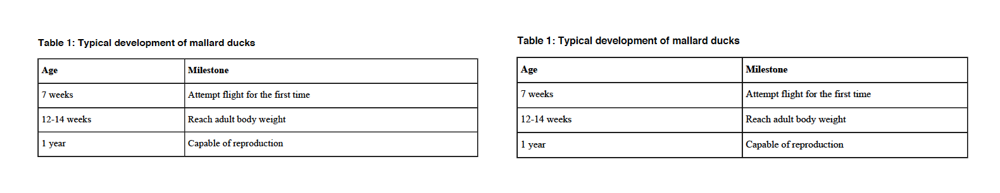 Table 1: Typical development of mallard ducks
Age Milestone
7 weeks Attempt flight for the first time
12-14 weeks Reach adult body weight
1 year Capable of reproduction
Table 1: Typical development of mallard ducks
Age Milestone
7 weeks Attempt flight for the first time
12-14 weeks Reach adult body weight
1 year Capable of reproduction